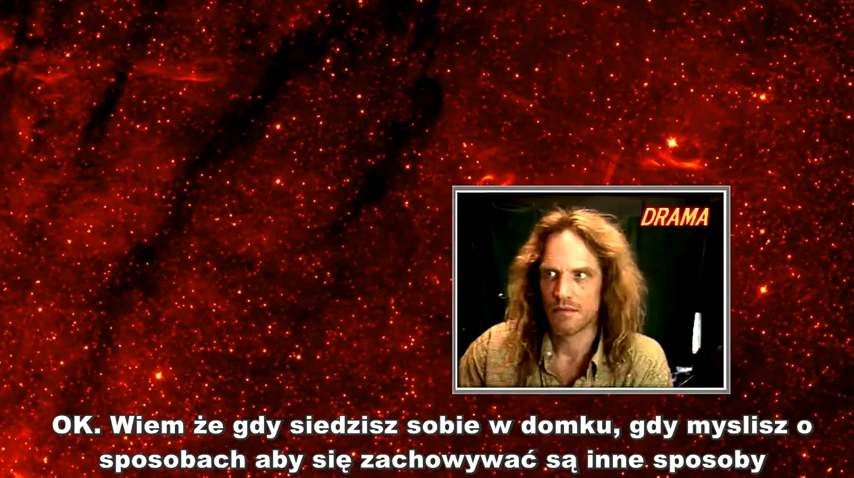 DRAMA
OK. Wiem że gdy siedzisz sobie w domku, gdy myslisz o
sposobach aby się zachowywać są inne sposoby